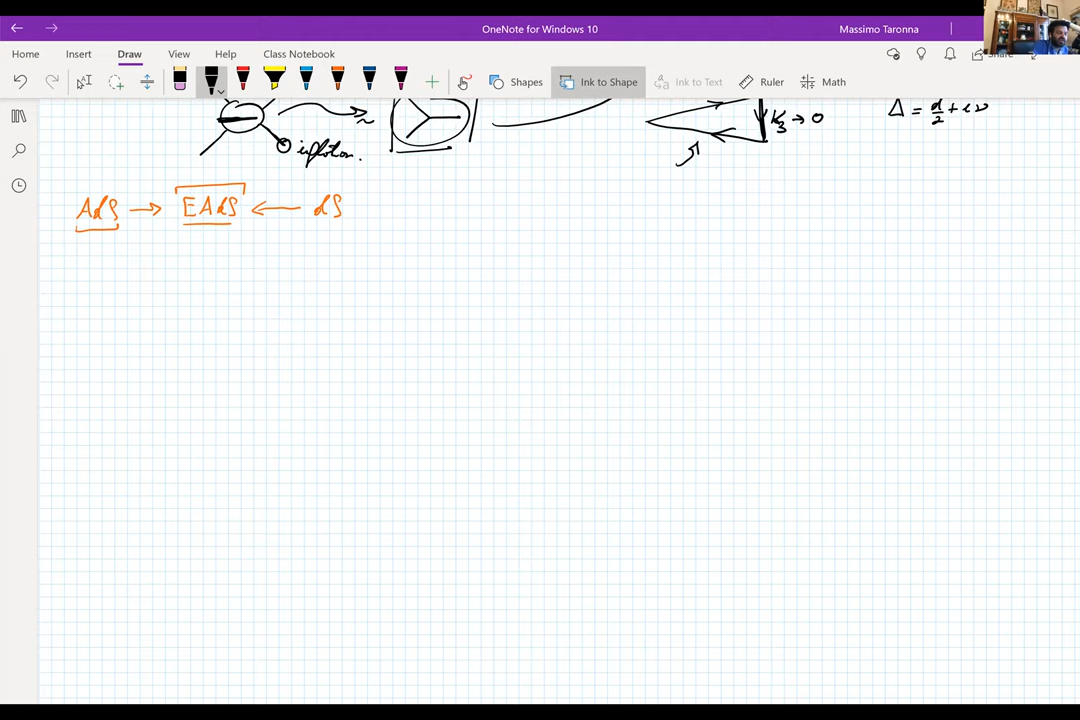 OneNote for Windows 10
Massimo Taronna
Home Insert Draw View Help Class Notebook
Share
Shapes Ink to Shape Ink to Text Ruler Math
inflaton.
K3 → 0
Δ = d/2 + iν
AdS → EAdS ← dS